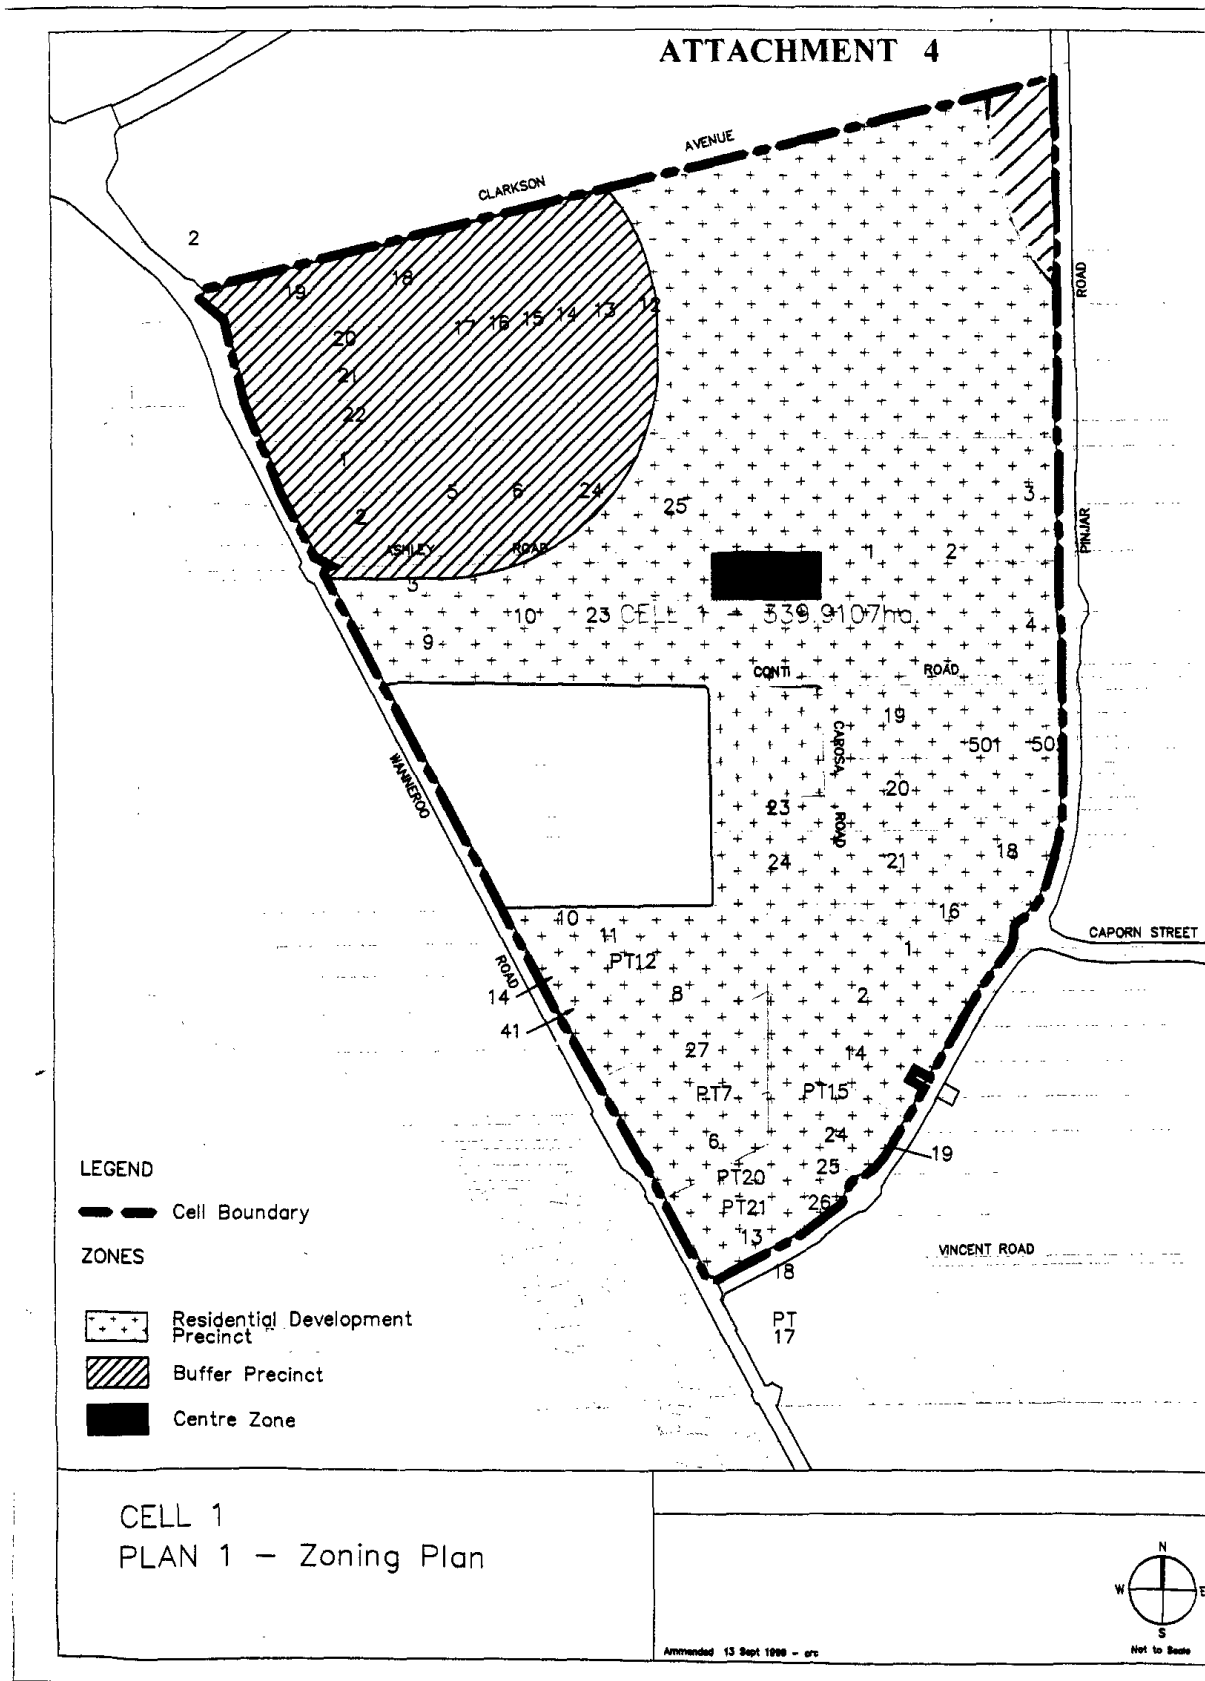 ATTACHMENT 4
AVENUE
CLARKSON
2
18
19
ROAD
12
13
14
15
16
17
20
21
22
1
3
5
6
24
25
2
PINJAR
ASHLEY
ROAD
1
2
3
10
23
CELL 1 - 339.9107ha.
4
9
CONTI
ROAD
19
CAROSA
501
50
WANNEROO
20
23
ROAD
18
24
21
10
16
11
1
CAPORN STREET
PT12
ROAD
14
8
2
41
27
14
PT7
PT15
6
24
19
25
PT20
26
PT21
13
VINCENT ROAD
18
PT
17
LEGEND
Cell Boundary
ZONES
Residential Development
Precinct
Buffer Precinct
Centre Zone
CELL 1
PLAN 1 - Zoning Plan
N
W
E
S
Not to Scale